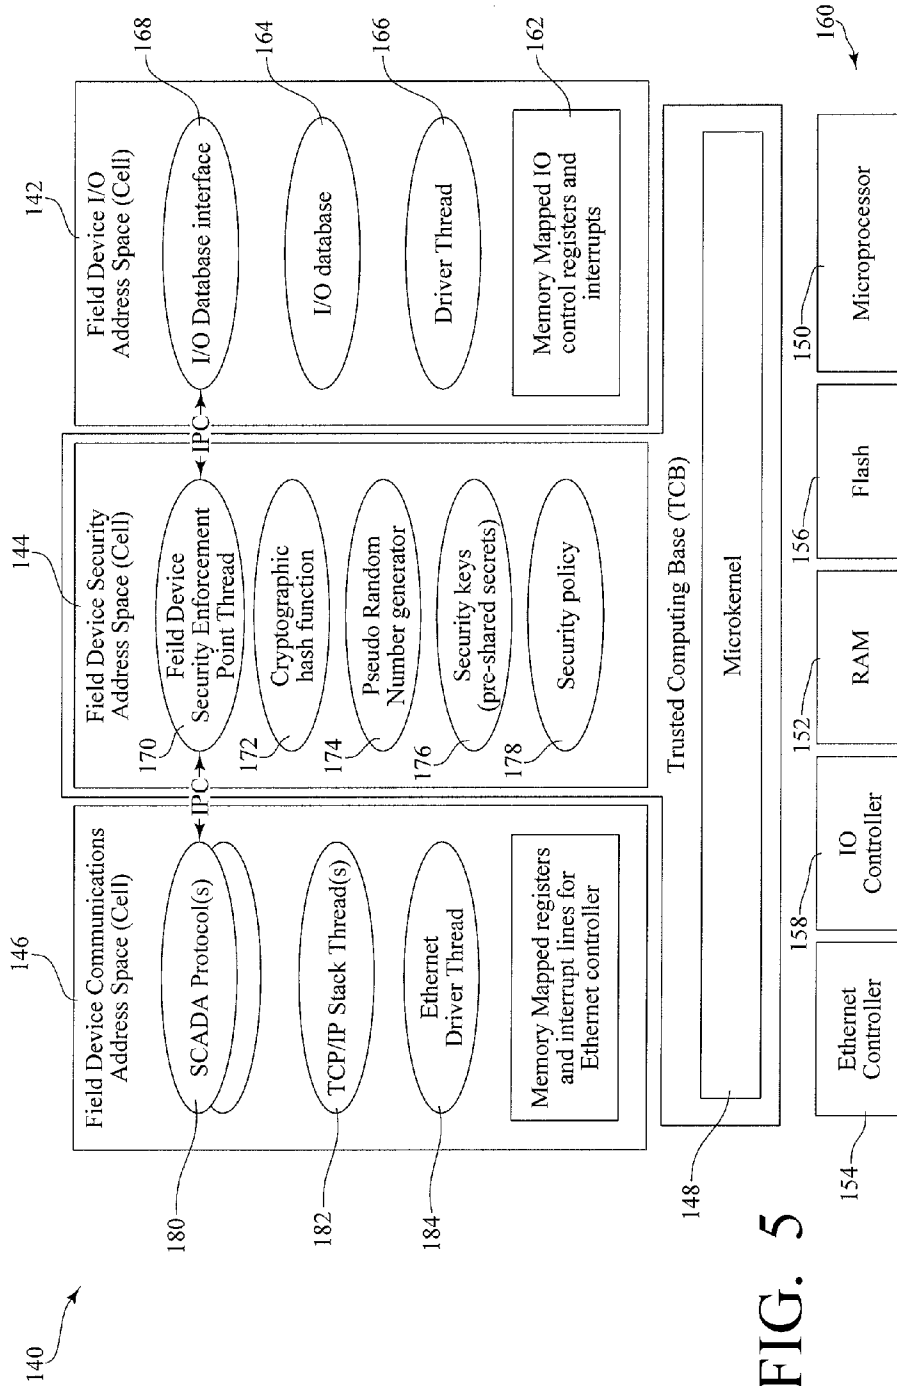 140
146
Field Device Communications
Address Space (Cell)
180
SCADA Protocol(s)
182
TCP/IP Stack Thread(s)
184
Ethernet
Driver Thread
Memory Mapped registers
and interrupt lines for
Ethernet controller
IPC
144
Field Device Security
Address Space (Cell)
170
Feild Device
Security Enforcement
Point Thread
172
Cryptographic
hash function
174
Pseudo Random
Number generator
176
Security keys
(pre-shared secrets)
178
Security policy
IPC
142
Field Device I/O
Address Space (Cell)
168
I/O Database interface
164
I/O database
166
Driver Thread
162
Memory Mapped IO
control registers and
interrupts
Trusted Computing Base (TCB)
148
Microkernel
154
Ethernet
Controller
158
IO
Controller
152
RAM
156
Flash
150
Microprocessor
160
FIG. 5